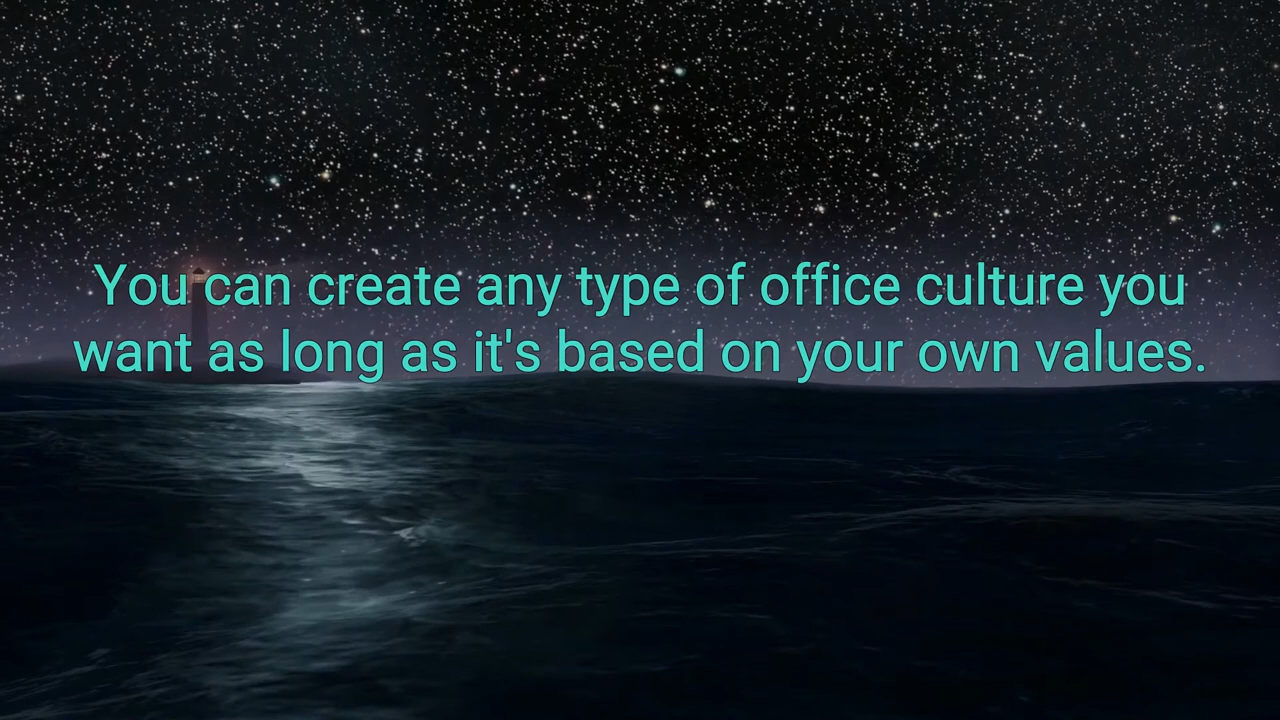 You can create any type of office culture you
want as long as it's based on your own values.